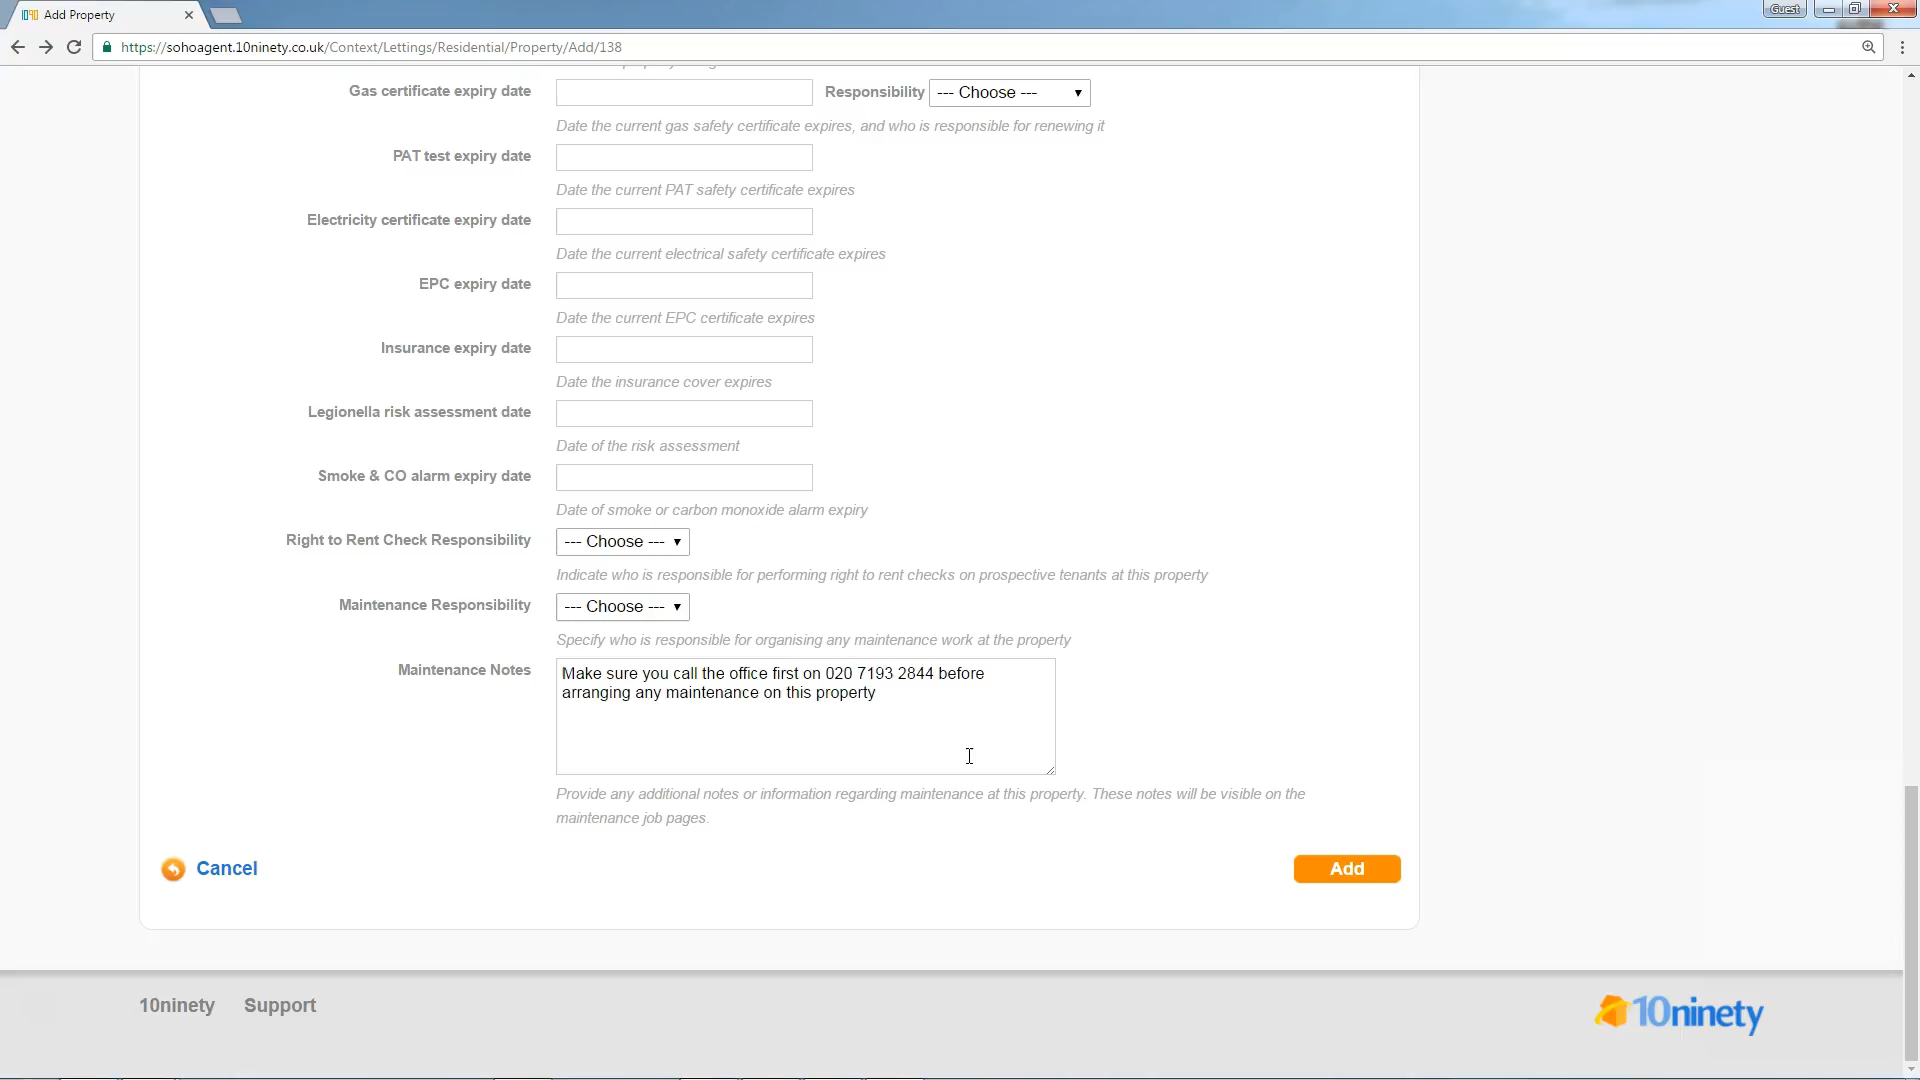 1090 Add Property
Guest
https://sohoagent.10ninety.co.uk/Context/Lettings/Residential/Property/Add/138
Gas certificate expiry date Responsibility --- Choose ---
Date the current gas safety certificate expires, and who is responsible for renewing it
PAT test expiry date
Date the current PAT safety certificate expires
Electricity certificate expiry date
Date the current electrical safety certificate expires
EPC expiry date
Date the current EPC certificate expires
Insurance expiry date
Date the insurance cover expires
Legionella risk assessment date
Date of the risk assessment
Smoke & CO alarm expiry date
Date of smoke or carbon monoxide alarm expiry
Right to Rent Check Responsibility --- Choose ---
Indicate who is responsible for performing right to rent checks on prospective tenants at this property
Maintenance Responsibility --- Choose ---
Specify who is responsible for organising any maintenance work at the property
Maintenance Notes Make sure you call the office first on 020 7193 2844 before
arranging any maintenance on this property
Provide any additional notes or information regarding maintenance at this property. These notes will be visible on the
maintenance job pages.
Cancel Add
10ninety Support 10ninety